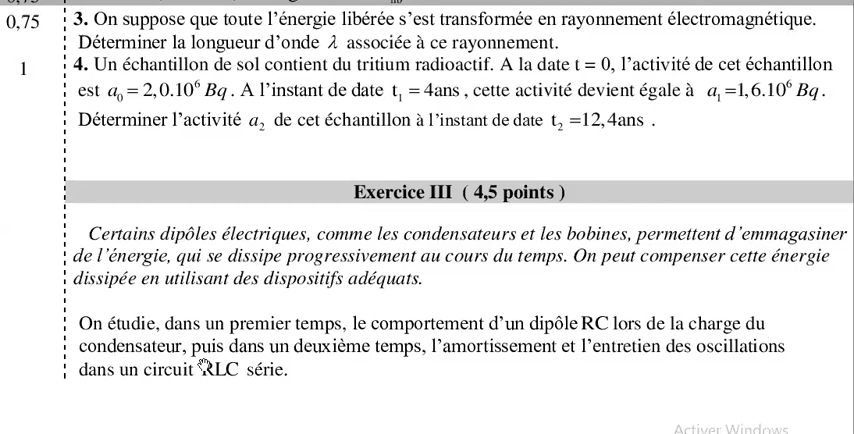 0,75 3. On suppose que toute l’énergie libérée s’est transformée en rayonnement électromagnétique.
Déterminer la longueur d’onde λ associée à ce rayonnement.
1 4. Un échantillon de sol contient du tritium radioactif. A la date t = 0, l’activité de cet échantillon
est a₀ = 2,0.10⁶ Bq . A l’instant de date t₁ = 4ans , cette activité devient égale à a₁ =1,6.10⁶ Bq .
Déterminer l’activité a₂ de cet échantillon à l’instant de date t₂ =12,4ans .
Exercice III ( 4,5 points )
Certains dipôles électriques, comme les condensateurs et les bobines, permettent d’emmagasiner
de l’énergie, qui se dissipe progressivement au cours du temps. On peut compenser cette énergie
dissipée en utilisant des dispositifs adéquats.
On étudie, dans un premier temps, le comportement d’un dipôle RC lors de la charge du
condensateur, puis dans un deuxième temps, l’amortissement et l’entretien des oscillations
dans un circuit RLC série.
Activer Windows